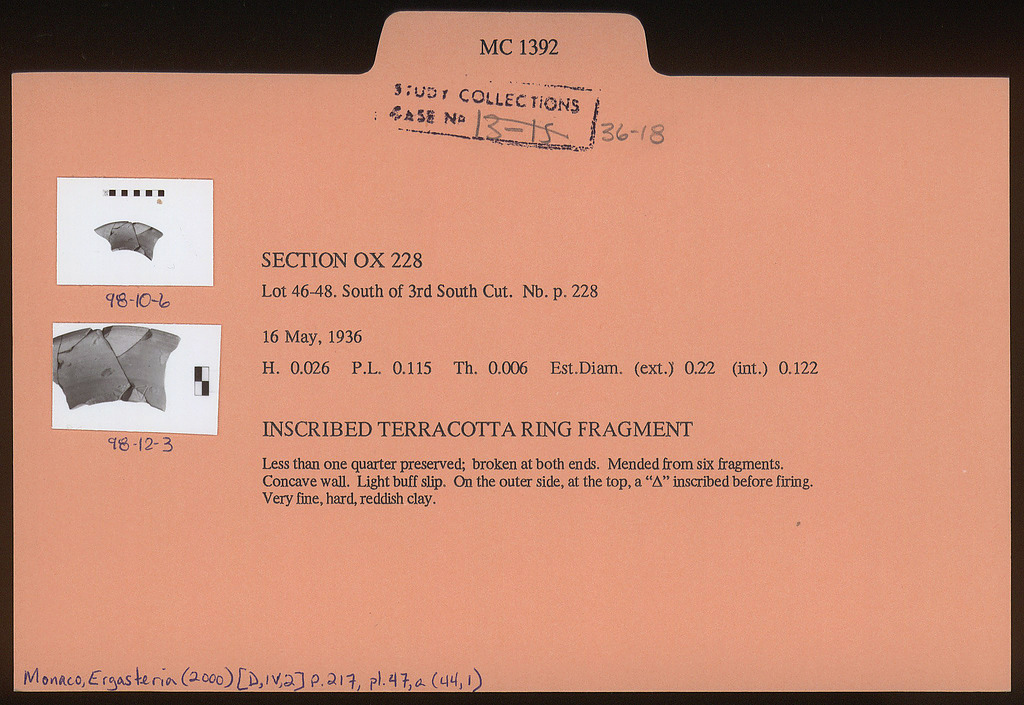 MC 1392
STUDY COLLECTIONS
CASE No 13-15 36-18
98-10-6
SECTION OX 228
Lot 46-48. South of 3rd South Cut. Nb. p. 228
16 May, 1936
H. 0.026 P.L. 0.115 Th. 0.006 Est.Diam. (ext.) 0.22 (int.) 0.122
98-12-3
INSCRIBED TERRACOTTA RING FRAGMENT
Less than one quarter preserved; broken at both ends. Mended from six fragments.
Concave wall. Light buff slip. On the outer side, at the top, a “Δ” inscribed before firing.
Very fine, hard, reddish clay.
Monaco, Ergasteria (2000) [D,IV,2] p.217, pl.47,a (44,1)